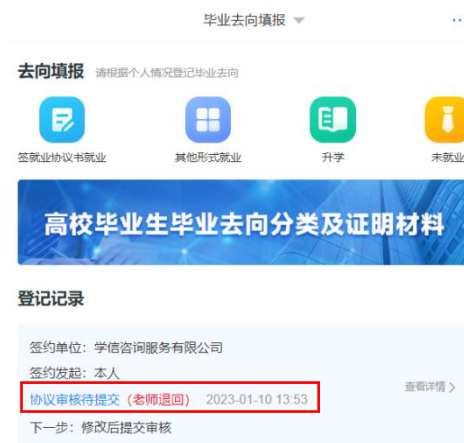 毕业去向填报
去向填报 请根据个人情况登记毕业去向
签就业协议书就业 其他形式就业 升学 未就业
高校毕业生毕业去向分类及证明材料
登记记录
签约单位：学信咨询服务有限公司
签约发起：本人
协议审核待提交（老师退回） 2023-01-10 13:53
查看详情
下一步：修改后提交审核